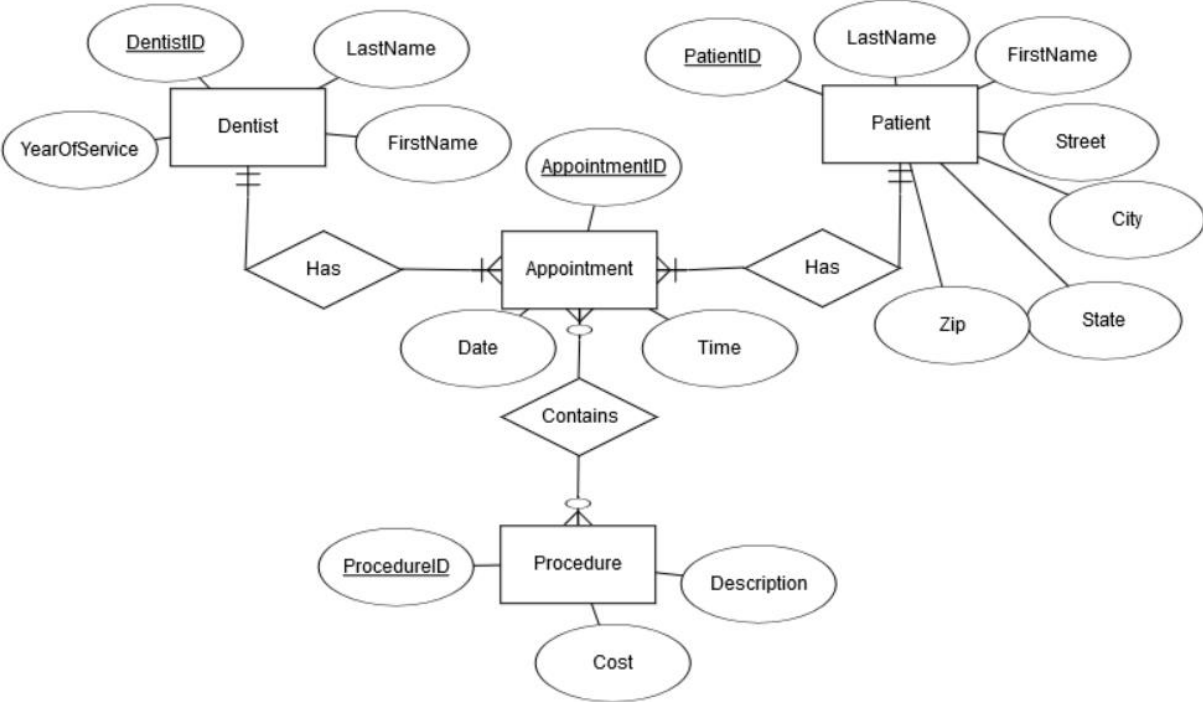 DentistID
LastName
PatientID
LastName
FirstName
YearOfService
Dentist
FirstName
Patient
Street
AppointmentID
City
Has
Appointment
Has
Date
Time
Zip
State
Contains
ProcedureID
Procedure
Description
Cost